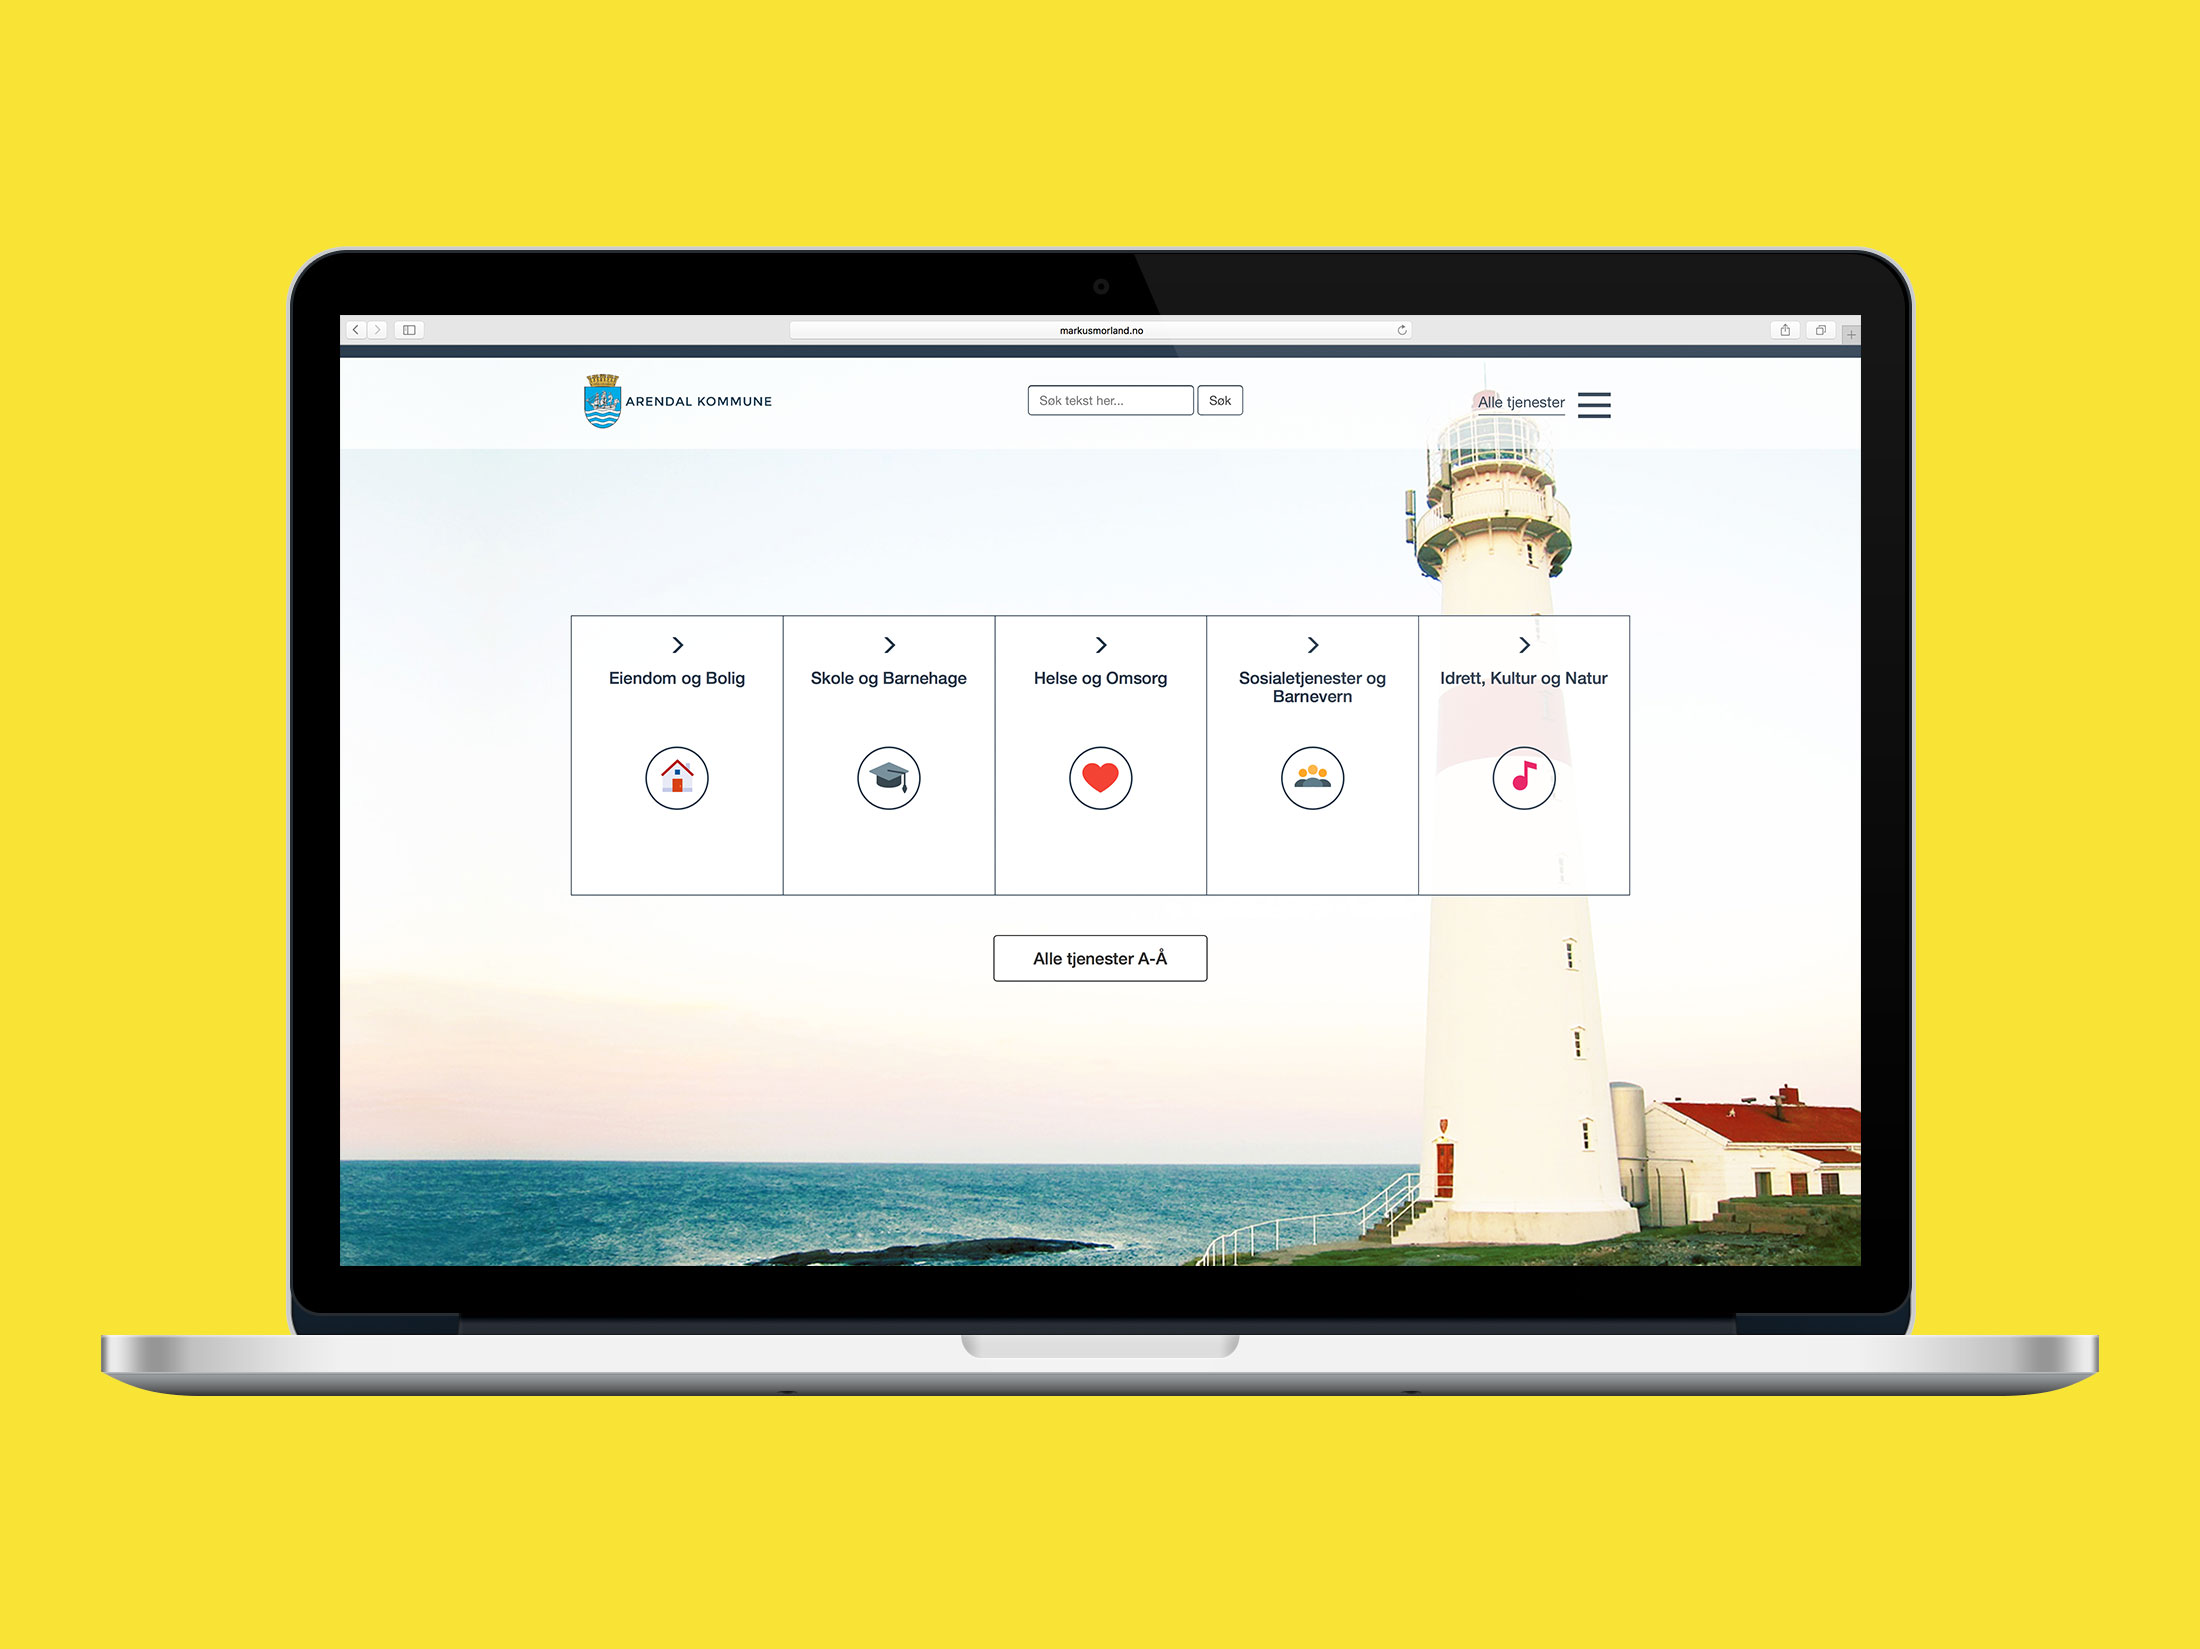 markusmorland.no
ARENDAL KOMMUNE
Søk tekst her...
Søk
Alle tjenester
Eiendom og Bolig
Skole og Barnehage
Helse og Omsorg
Sosialetjenester og
Barnevern
Idrett, Kultur og Natur
Alle tjenester A-Å